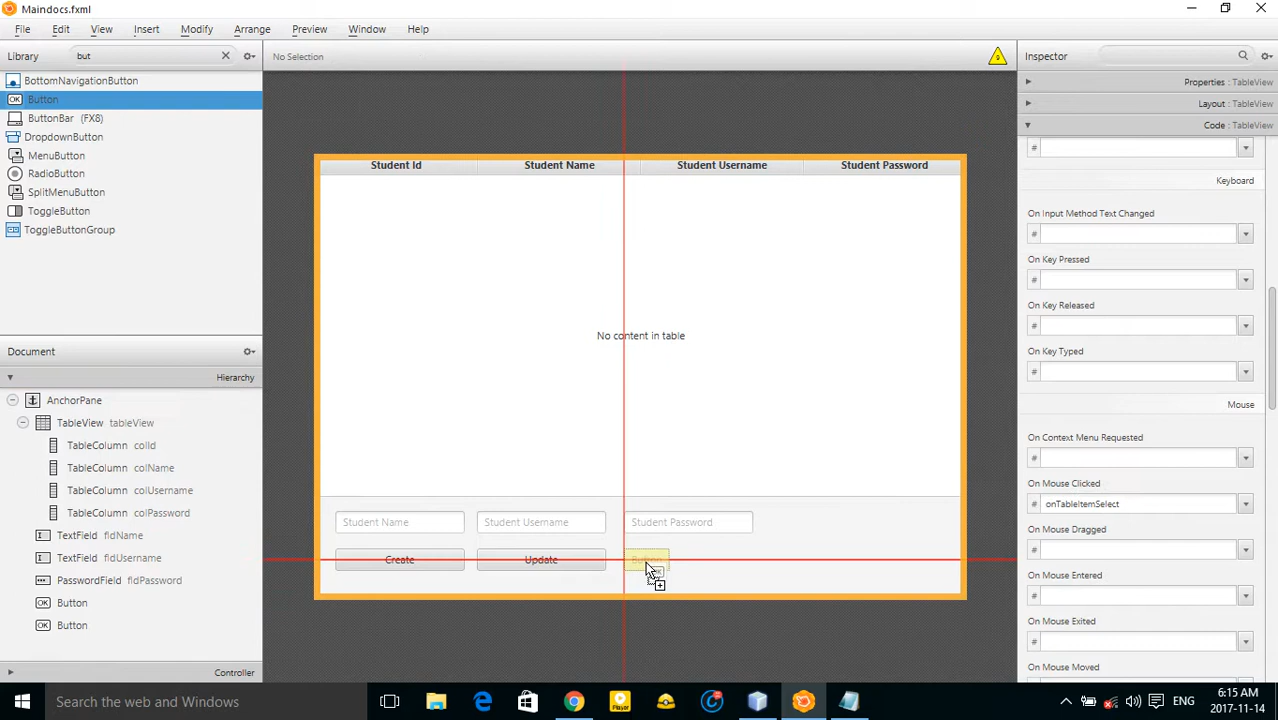 Maindocs.fxml
File Edit View Insert Modify Arrange Preview Window Help
Library but
No Selection
Inspector
BottomNavigationButton
Button
ButtonBar (FX8)
DropdownButton
MenuButton
RadioButton
SplitMenuButton
ToggleButton
ToggleButtonGroup
Document
Hierarchy
AnchorPane
TableView tableView
TableColumn colId
TableColumn colName
TableColumn colUsername
TableColumn colPassword
TextField fldName
TextField fldUsername
PasswordField fldPassword
Button
Button
Controller
Student Id Student Name Student Username Student Password
No content in table
Student Name Student Username Student Password
Create Update
Properties : TableView
Layout : TableView
Code : TableView
#
Keyboard
On Input Method Text Changed
#
On Key Pressed
#
On Key Released
#
On Key Typed
#
Mouse
On Context Menu Requested
#
On Mouse Clicked
# onTableItemSelect
On Mouse Dragged
#
On Mouse Entered
#
On Mouse Exited
#
On Mouse Moved
Search the web and Windows
Player
ENG
6:15 AM
2017-11-14